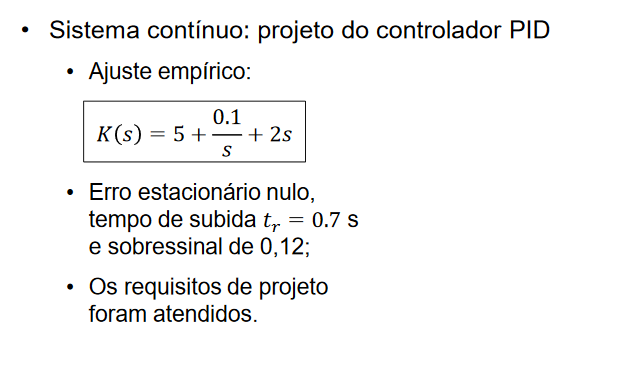 • Sistema contínuo: projeto do controlador PID
• Ajuste empírico:
K(s) = 5 + 0.1/s + 2s
• Erro estacionário nulo,
tempo de subida t_r = 0.7 s
e sobressinal de 0,12;
• Os requisitos de projeto
foram atendidos.